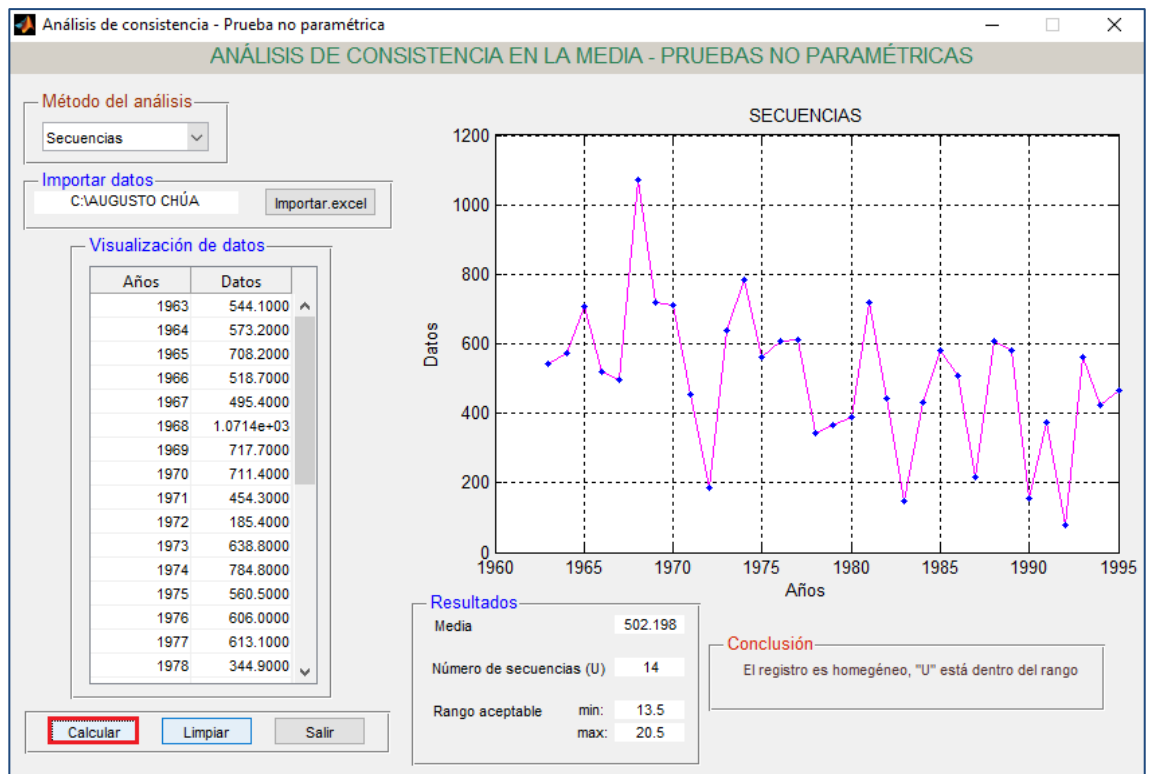 Análisis de consistencia - Prueba no paramétrica
ANÁLISIS DE CONSISTENCIA EN LA MEDIA - PRUEBAS NO PARAMÉTRICAS
Método del análisis
Secuencias
Importar datos
C:\AUGUSTO CHÚA
Importar.excel
Visualización de datos
Años Datos
1963 544.1000
1964 573.2000
1965 708.2000
1966 518.7000
1967 495.4000
1968 1.0714e+03
1969 717.7000
1970 711.4000
1971 454.3000
1972 185.4000
1973 638.8000
1974 784.8000
1975 560.5000
1976 606.0000
1977 613.1000
1978 344.9000
Calcular Limpiar Salir
SECUENCIAS
Datos
1200
1000
800
600
400
200
0
1960 1965 1970 1975 1980 1985 1990 1995
Años
Resultados
Media 502.198
Número de secuencias (U) 14
Rango aceptable min: 13.5
max: 20.5
Conclusión
El registro es homegéneo, "U" está dentro del rango